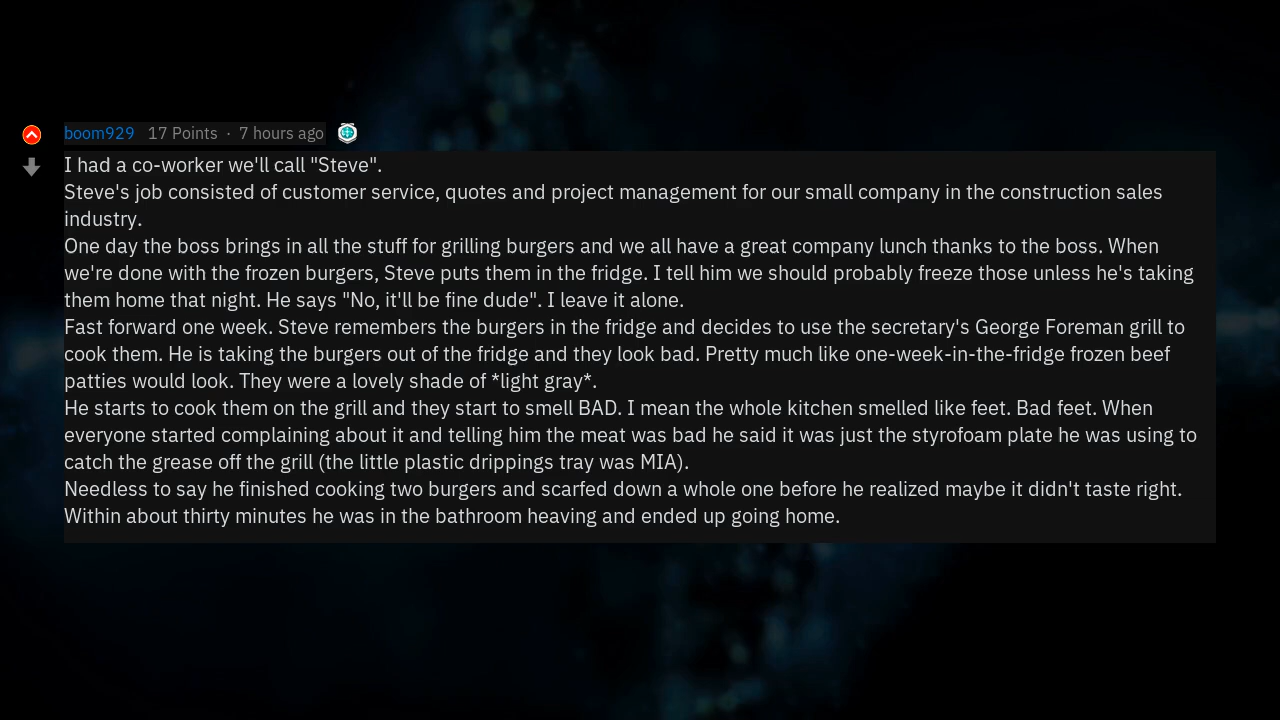 boom929 17 Points · 7 hours ago
I had a co-worker we'll call "Steve".
Steve's job consisted of customer service, quotes and project management for our small company in the construction sales
industry.
One day the boss brings in all the stuff for grilling burgers and we all have a great company lunch thanks to the boss. When
we're done with the frozen burgers, Steve puts them in the fridge. I tell him we should probably freeze those unless he's taking
them home that night. He says "No, it'll be fine dude". I leave it alone.
Fast forward one week. Steve remembers the burgers in the fridge and decides to use the secretary's George Foreman grill to
cook them. He is taking the burgers out of the fridge and they look bad. Pretty much like one-week-in-the-fridge frozen beef
patties would look. They were a lovely shade of *light gray*.
He starts to cook them on the grill and they start to smell BAD. I mean the whole kitchen smelled like feet. Bad feet. When
everyone started complaining about it and telling him the meat was bad he said it was just the styrofoam plate he was using to
catch the grease off the grill (the little plastic drippings tray was MIA).
Needless to say he finished cooking two burgers and scarfed down a whole one before he realized maybe it didn't taste right.
Within about thirty minutes he was in the bathroom heaving and ended up going home.